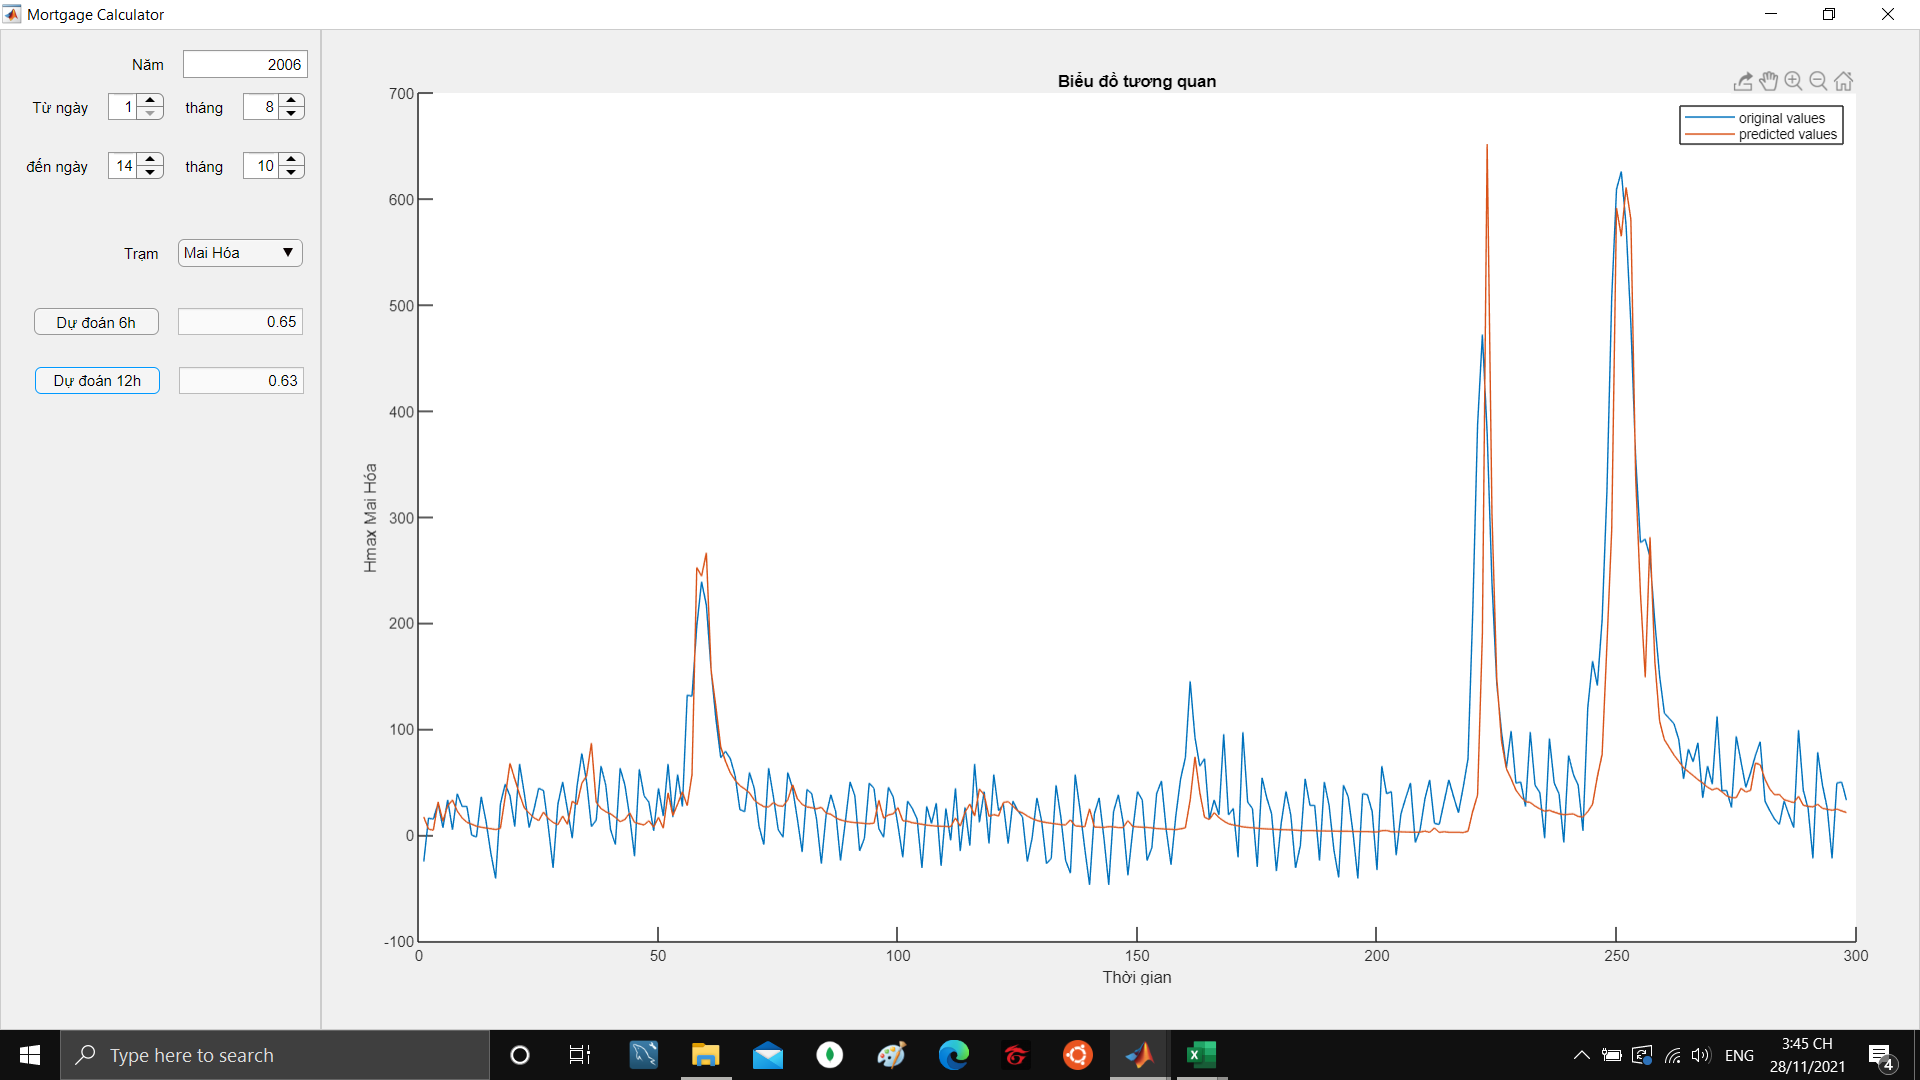 Mortgage Calculator
Năm 2006
Từ ngày 1 tháng 8
đến ngày 14 tháng 10
Trạm Mai Hóa
Dự đoán 6h 0.65
Dự đoán 12h 0.63
Biểu đồ tương quan
original values
predicted values
700
600
500
400
300
200
100
0
-100
Hmax Mai Hóa
0 50 100 150 200 250 300
Thời gian
Type here to search
ENG
3:45 CH
28/11/2021
4